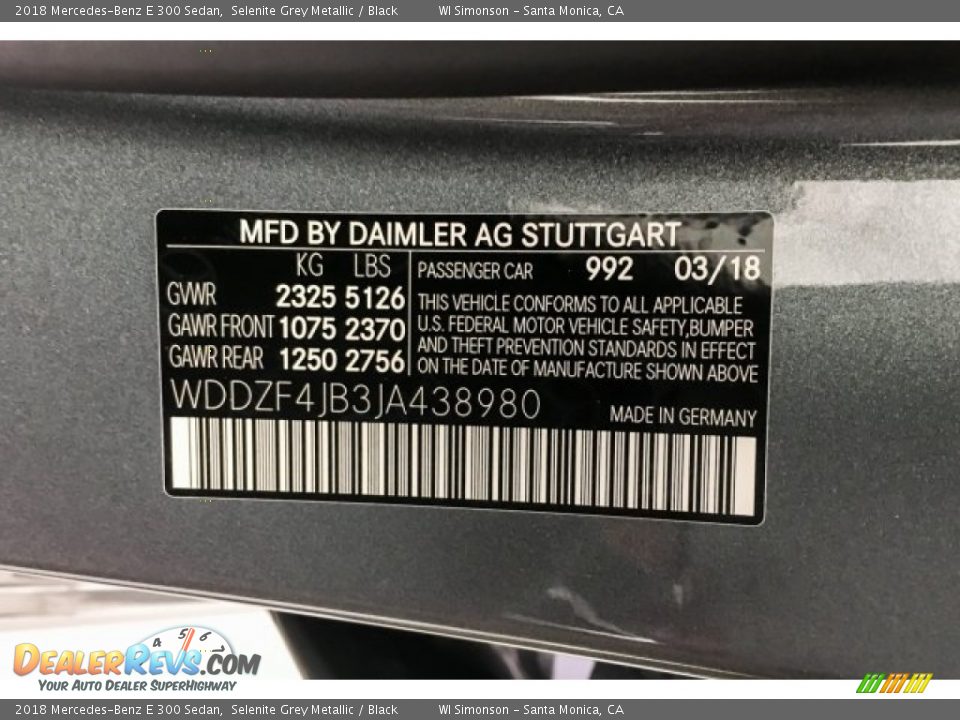 2018 Mercedes-Benz E 300 Sedan, Selenite Grey Metallic / Black WI Simonson - Santa Monica, CA
MFD BY DAIMLER AG STUTTGART
KG LBS
GVWR 2325 5126
GAWR FRONT 1075 2370
GAWR REAR 1250 2756
PASSENGER CAR 992 03/18
THIS VEHICLE CONFORMS TO ALL APPLICABLE
U.S. FEDERAL MOTOR VEHICLE SAFETY,BUMPER
AND THEFT PREVENTION STANDARDS IN EFFECT
ON THE DATE OF MANUFACTURE SHOWN ABOVE
WDDZF4JB3JA438980
MADE IN GERMANY
4 5 6
DEALERREVS.COM
YOUR AUTO DEALER SUPERHIGHWAY
2018 Mercedes-Benz E 300 Sedan, Selenite Grey Metallic / Black WI Simonson - Santa Monica, CA